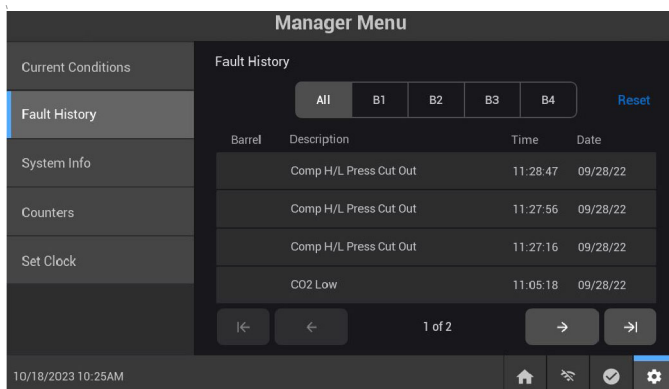 Manager Menu
Current Conditions
Fault History
System Info
Counters
Set Clock
Fault History
All B1 B2 B3 B4 Reset
Barrel Description Time Date
Comp H/L Press Cut Out 11:28:47 09/28/22
Comp H/L Press Cut Out 11:27:56 09/28/22
Comp H/L Press Cut Out 11:27:16 09/28/22
CO2 Low 11:05:18 09/28/22
1 of 2
10/18/2023 10:25AM